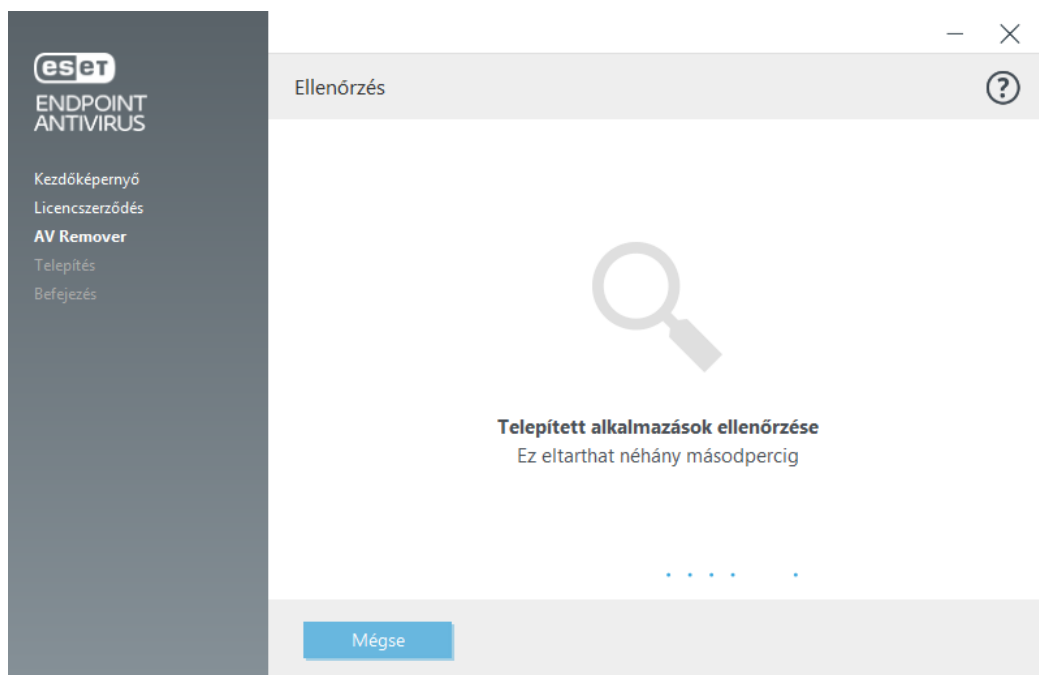 eseT
ENDPOINT
ANTIVIRUS
Kezdőképernyő
Licencszerződés
AV Remover
Telepítés
Befejezés
Ellenőrzés
?
Telepített alkalmazások ellenőrzése
Ez eltarthat néhány másodpercig
Mégse